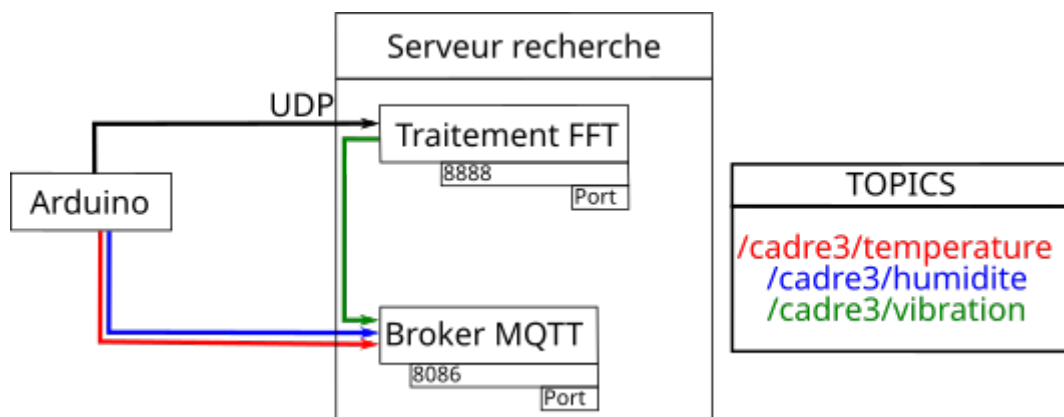 Serveur recherche
UDP
Traitement FFT
8888
Port
Arduino
Broker MQTT
8086
Port
TOPICS
/cadre3/temperature
/cadre3/humidite
/cadre3/vibration